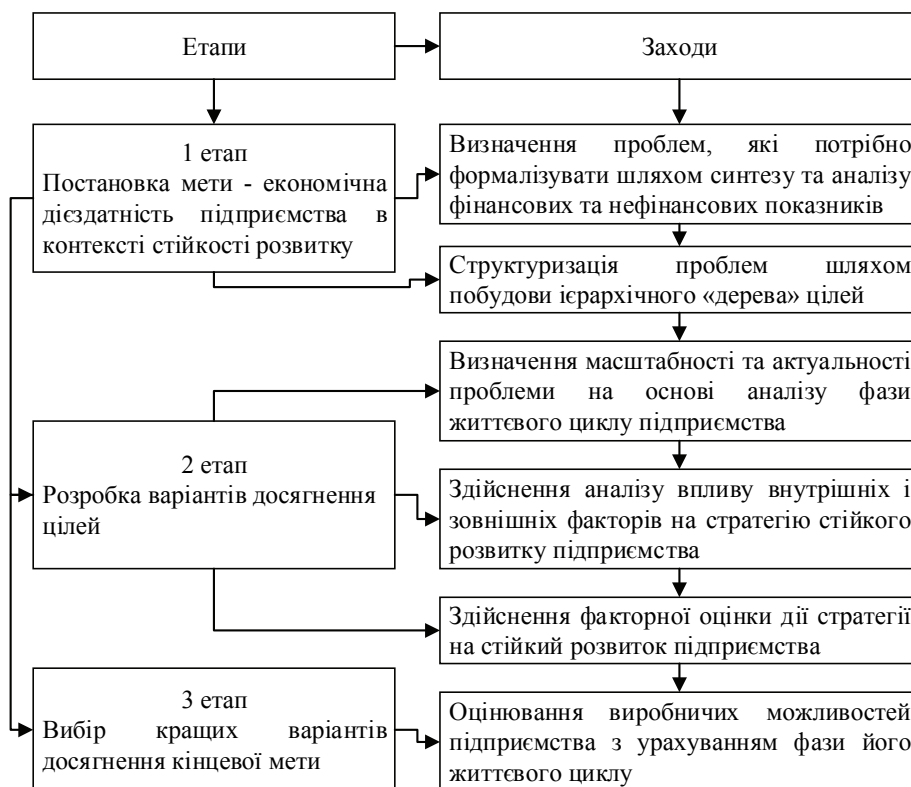 Етапи
Заходи
1 етап
Постановка мети - економічна
дієздатність підприємства в
контексті стійкості розвитку
Визначення проблем, які потрібно
формалізувати шляхом синтезу та аналізу
фінансових та нефінансових показників
Структуризація проблем шляхом
побудови ієрархічного «дерева» цілей
Визначення масштабності та актуальності
проблеми на основі аналізу фази
життєвого циклу підприємства
2 етап
Розробка варіантів досягнення
цілей
Здійснення аналізу впливу внутрішніх і
зовнішніх факторів на стратегію стійкого
розвитку підприємства
Здійснення факторної оцінки дії стратегії
на стійкий розвиток підприємства
3 етап
Вибір кращих варіантів
досягнення кінцевої мети
Оцінювання виробничих можливостей
підприємства з урахуванням фази його
життєвого циклу